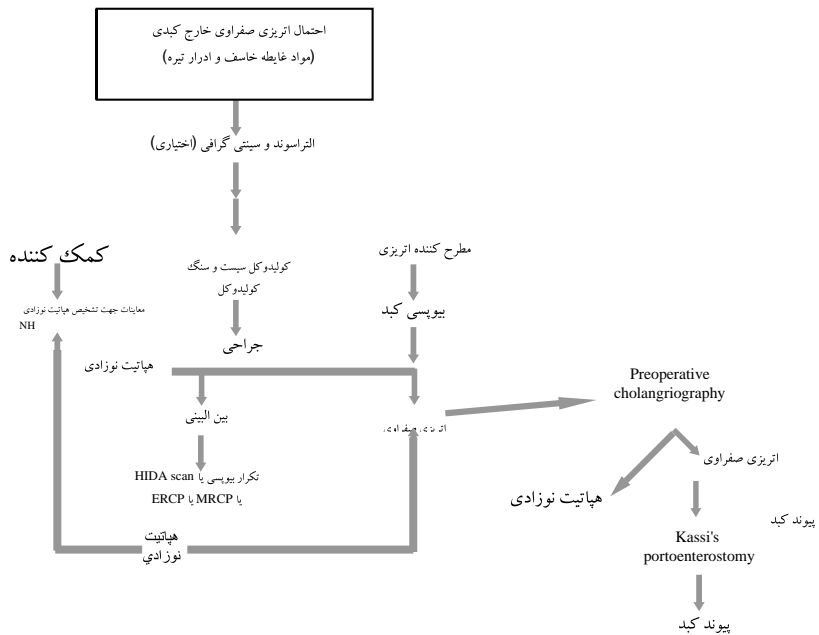 احتمال اتریزی صفراوی خارج کبدی
(مواد غایطه خاسف و ادرار تیره)
التراسوند و سینتی گرافی (اختیاری)
کمک کننده
مطرح کننده اتریزی
کولیدوکل سیست و سنگ
کولیدوکل
معاینات جهت تشخیص هپاتیت نوزادی
NH
بیوپسی کبد
جراحی
هپاتیت نوزادی
Preoperative
cholangriography
بین البینی
اتریزی صفراوی
اتریزی صفراوی
تکرار بیوپسی یا HIDA scan
یا MRCP یا ERCP
هپاتیت نوزادی
پیوند کبد
هپاتیت
نوزادي
Kassi's
portoenterostomy
پیوند کبد